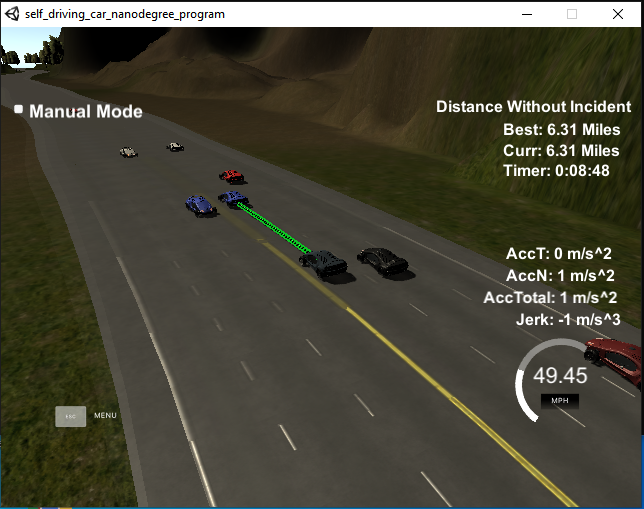 self_driving_car_nanodegree_program
Manual Mode
Distance Without Incident
Best: 6.31 Miles
Curr: 6.31 Miles
Timer: 0:08:48
AccT: 0 m/s^2
AccN: 1 m/s^2
AccTotal: 1 m/s^2
Jerk: -1 m/s^3
49.45
MPH
ESC MENU